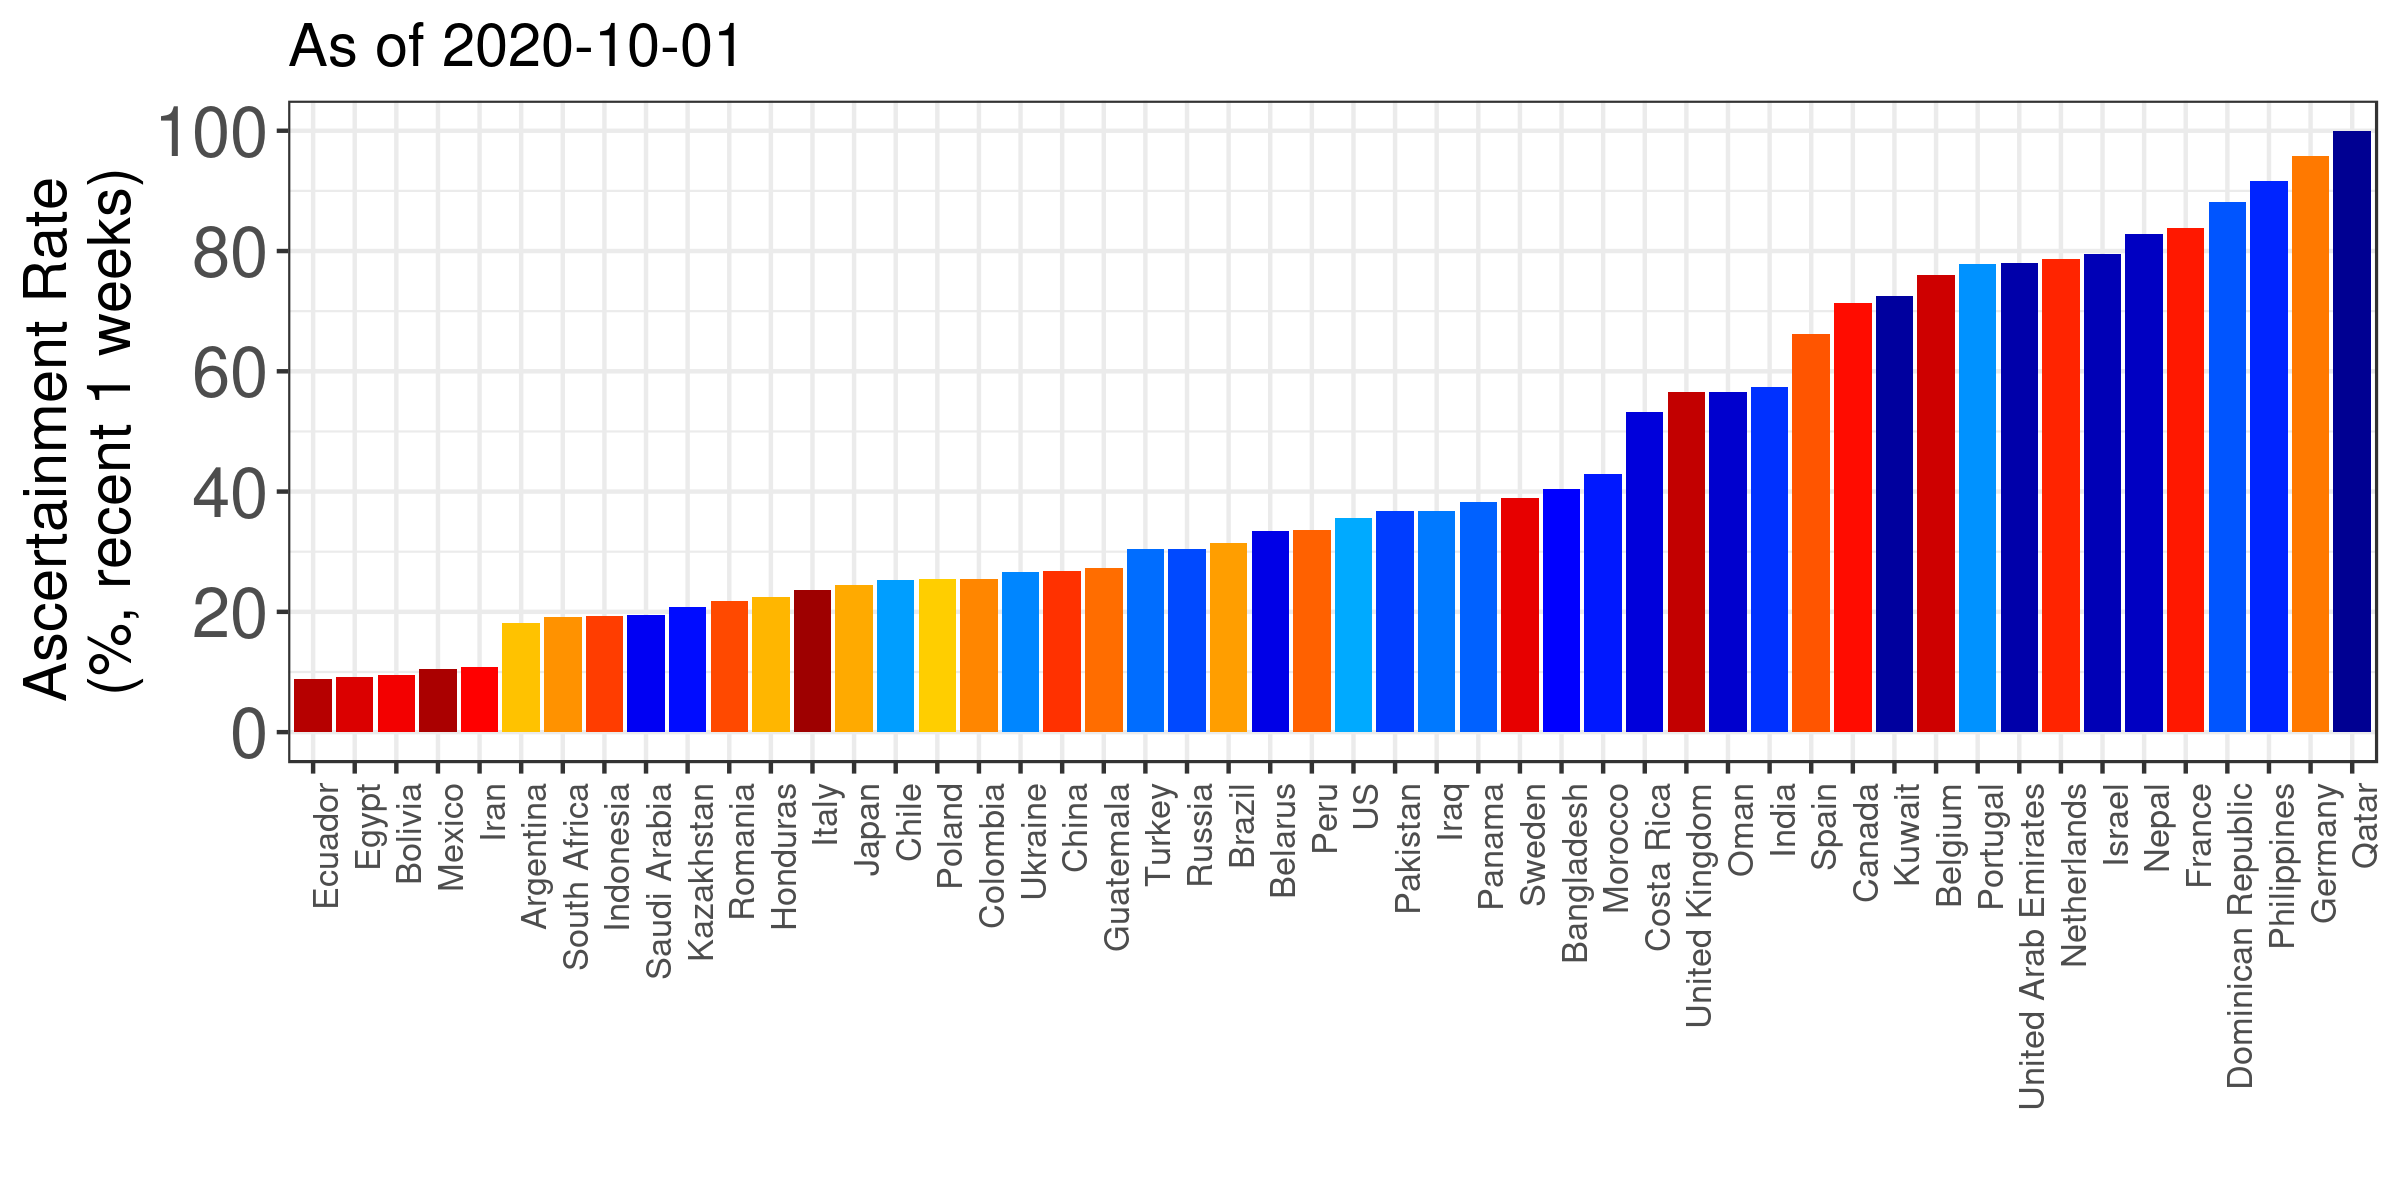 As of 2020-10-01
Ascertainment Rate
(%, recent 1 weeks)
100
80
60
40
20
0
Ecuador
Egypt
Bolivia
Mexico
Iran
Argentina
South Africa
Indonesia
Saudi Arabia
Kazakhstan
Romania
Honduras
Italy
Japan
Chile
Poland
Colombia
Ukraine
China
Guatemala
Turkey
Russia
Brazil
Belarus
Peru
US
Pakistan
Iraq
Panama
Sweden
Bangladesh
Morocco
Costa Rica
United Kingdom
Oman
India
Spain
Canada
Kuwait
Belgium
Portugal
United Arab Emirates
Netherlands
Israel
Nepal
France
Dominican Republic
Philippines
Germany
Qatar